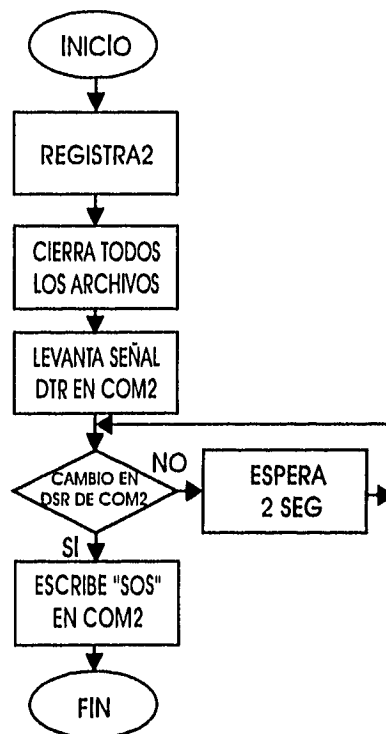 INICIO
REGISTRA2
CIERRA TODOS
LOS ARCHIVOS
LEVANTA SEÑAL
DTR EN COM2
CAMBIO EN
DSR DE COM2
NO
ESPERA
2 SEG
SI
ESCRIBE "SOS"
EN COM2
FIN